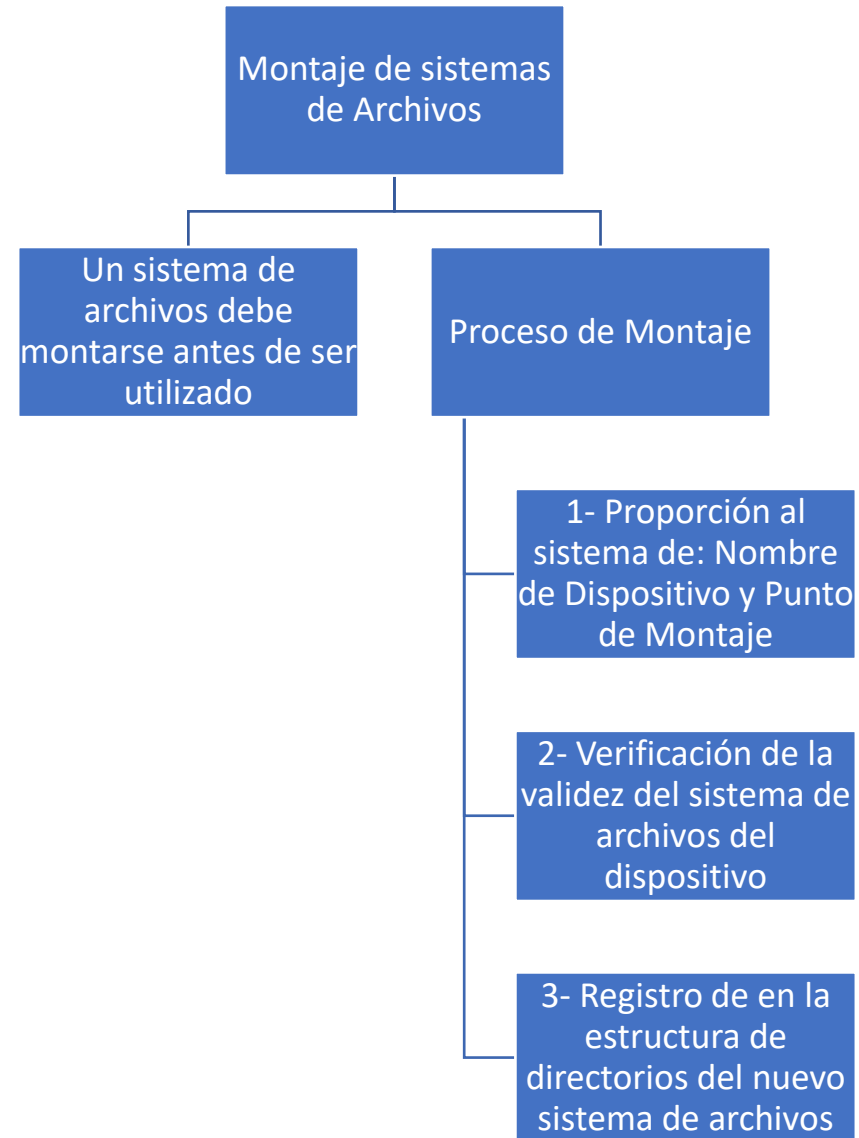 Montaje de sistemas
de Archivos
Un sistema de
archivos debe
montarse antes de ser
utilizado
Proceso de Montaje
1- Proporción al
sistema de: Nombre
de Dispositivo y Punto
de Montaje
2- Verificación de la
validez del sistema de
archivos del
dispositivo
3- Registro de en la
estructura de
directorios del nuevo
sistema de archivos